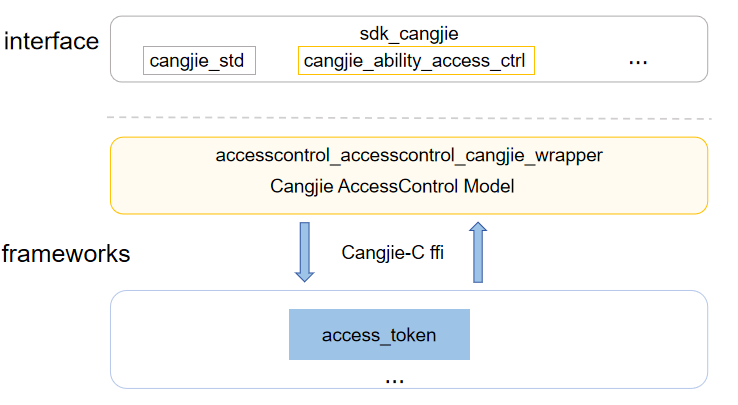 interface
sdk_cangjie
cangjie_std
cangjie_ability_access_ctrl
...
accesscontrol_accesscontrol_cangjie_wrapper
Cangjie AccessControl Model
frameworks
Cangjie-C ffi
access_token
...